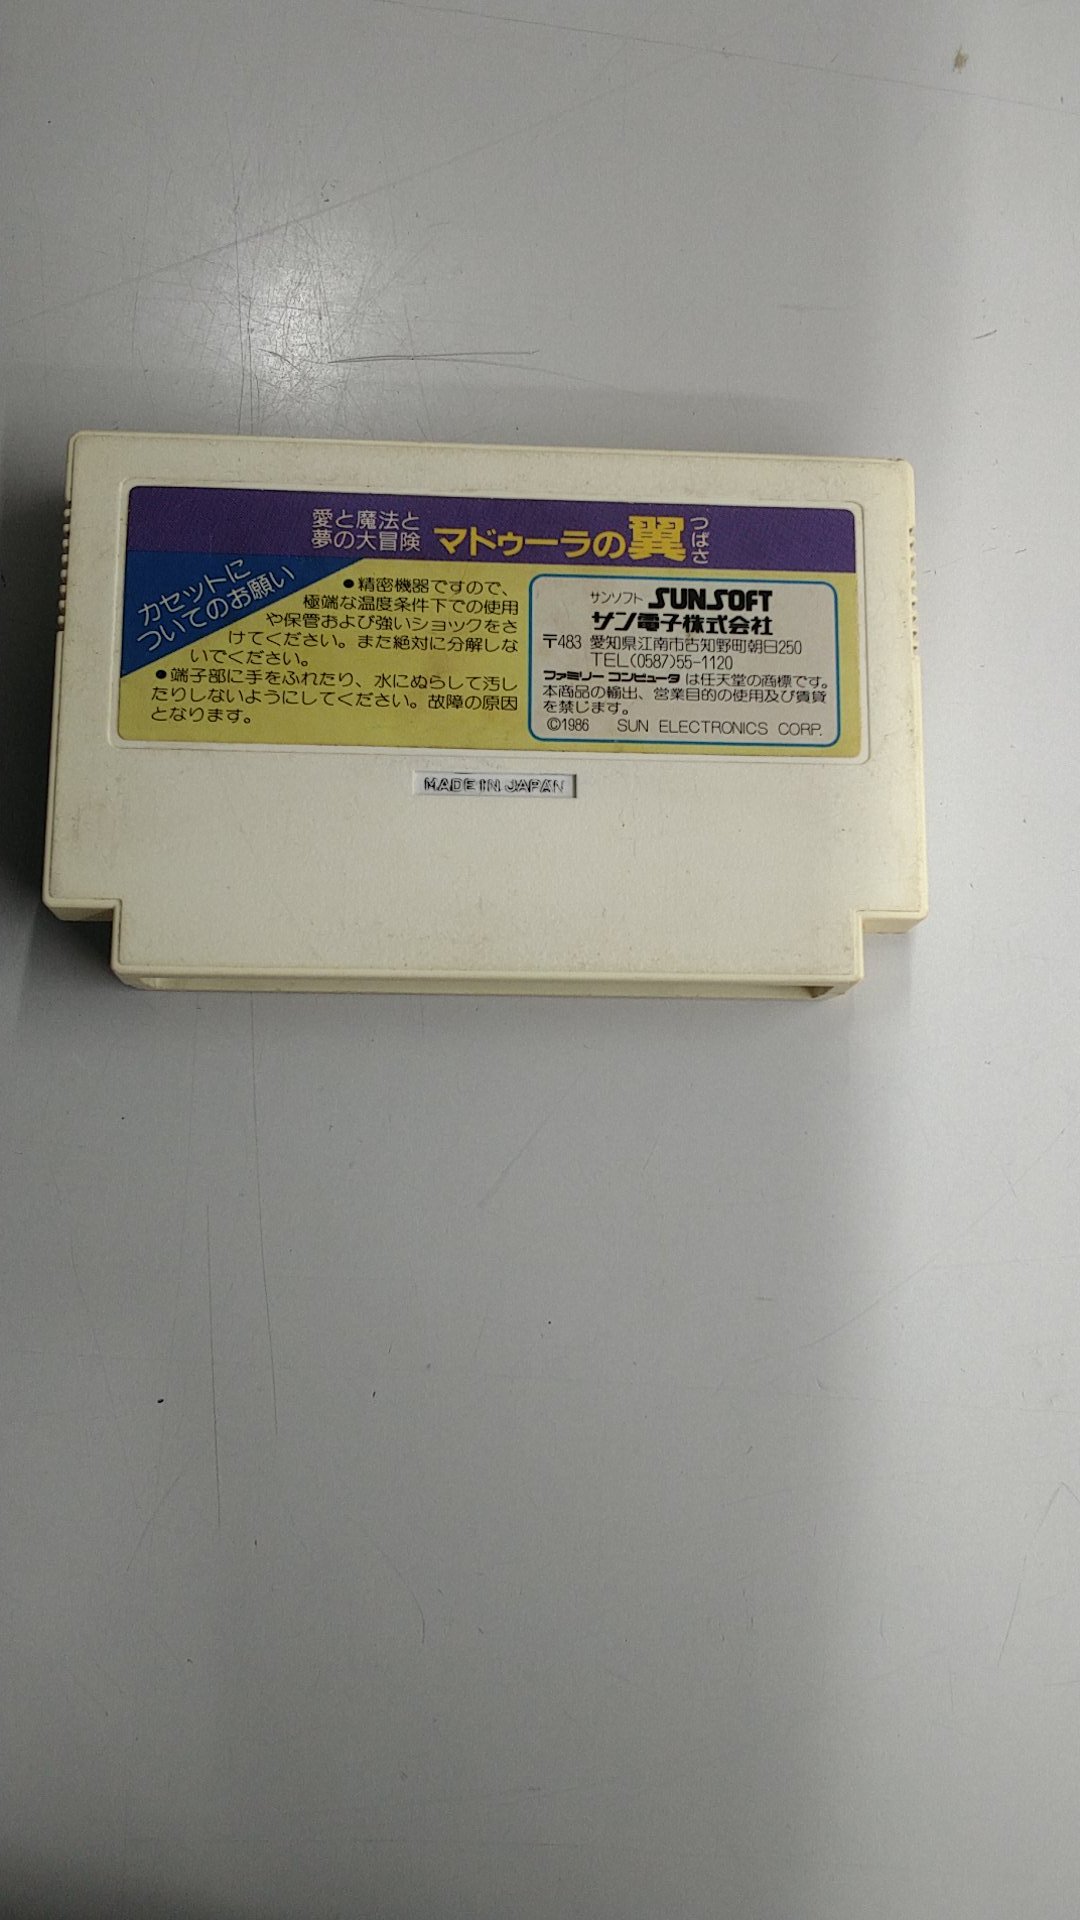 愛と魔法と
夢の大冒険
マドゥーラの翼
つばさ
カセットに
ついてのお願い
●精密機器ですので、
極端な温度条件下での使用
や保管および強いショックをさ
けてください。また絶対に分解しな
いでください。
●端子部に手をふれたり、水にぬらして汚し
たりしないようにしてください。故障の原因
となります。
サンソフト SUNSOFT
サン電子株式会社
〒483 愛知県江南市古知野町朝日250
TEL(0587)55-1120
ファミリー コンピュータ は任天堂の商標です。
本商品の輸出、営業目的の使用及び賃貸
を禁じます。
©1986 SUN ELECTRONICS CORP.
MADE IN JAPAN